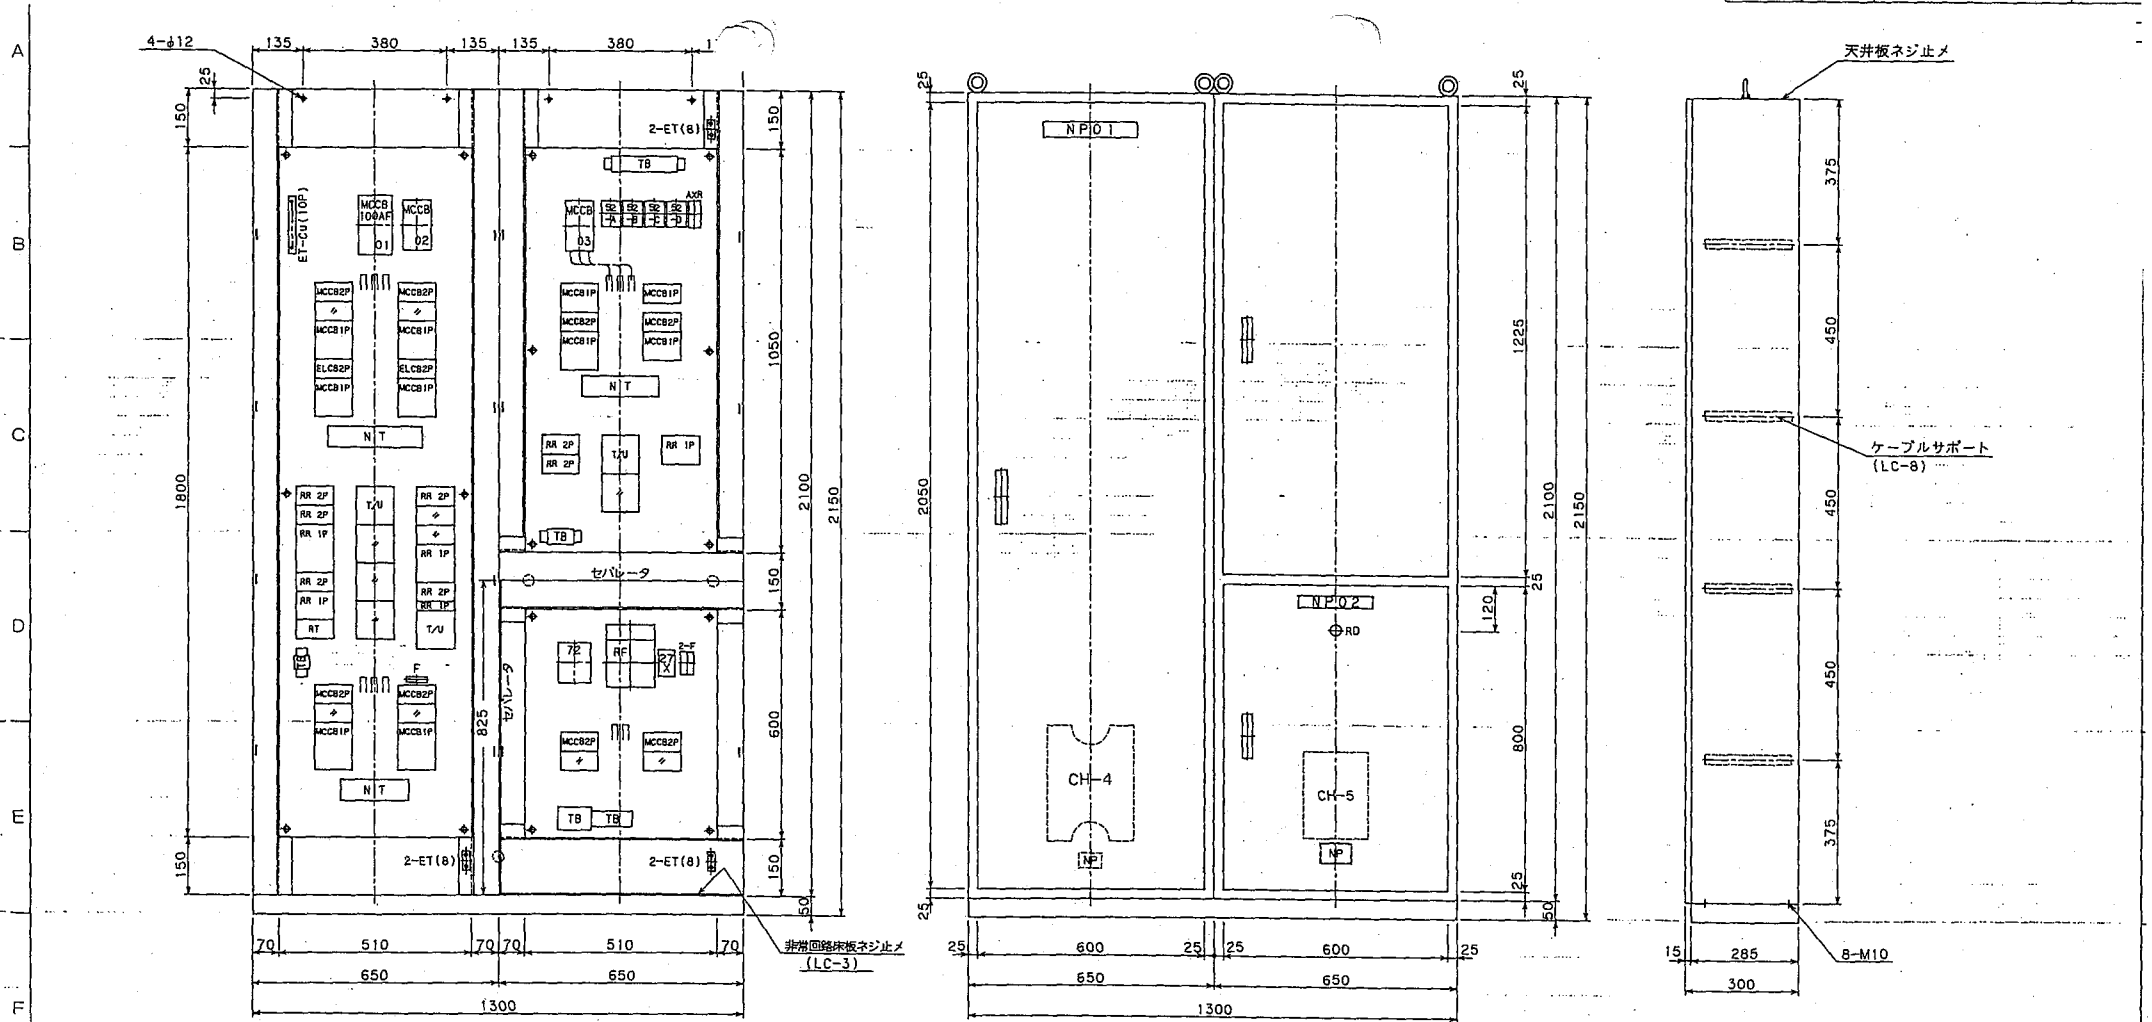 A
B
C
D
E
F
4-φ12
135
380
135
135
380
1
25
150
1800
150
2-ET(8)
TB
ET-Cu(10P)
MCCB
100AF
01
MCCB
02
MCCB
03
52
-A
52
-B
52
-C
52
-D
AXR
MCCB2P
〃
MCCB1P
ELCB2P
MCCB1P
MCCB2P
〃
MCCB1P
ELCB2P
MCCB1P
NT
MCCB1P
MCCB2P
MCCB1P
MCCB1P
MCCB2P
MCCB1P
NT
RR 2P
RR 2P
T/U
〃
RR 1P
TB
RR 2P
RR 2P
RR 1P
RR 2P
RR 1P
RT
T/U
〃
〃
〃
RR 2P
〃
〃
RR 1P
RR 2P
RR 1P
T/U
TB
F
MCCB2P
〃
MCCB1P
MCCB2P
〃
MCCB1P
NT
2-ET(8)
セパレータ
セパレータ
825
72
RF
27
X
2-F
MCCB2P
〃
MCCB2P
〃
TB
TB
2-ET(8)
150
1050
150
600
150
2100
50
2150
70
510
70
70
510
70
650
650
1300
非常回路床板ネジ止メ
(LC-3)
25
2050
25
NP01
CH-4
NP
NP02
RD
CH-5
NP
25
1225
25
120
800
25
2100
50
2150
25
600
25
25
600
25
650
650
1300
天井板ネジ止メ
375
450
450
450
375
ケーブルサポート
(LC-8)
15
285
300
8-M10